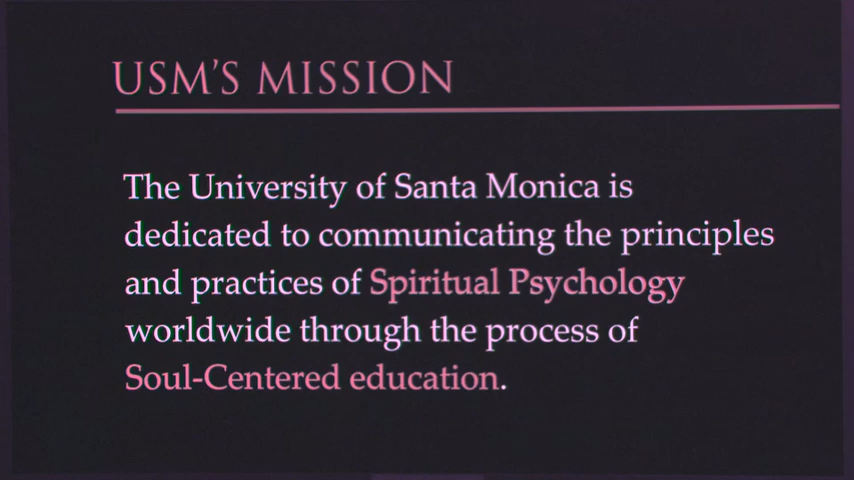 USM'S MISSION
The University of Santa Monica is
dedicated to communicating the principles
and practices of Spiritual Psychology
worldwide through the process of
Soul-Centered education.